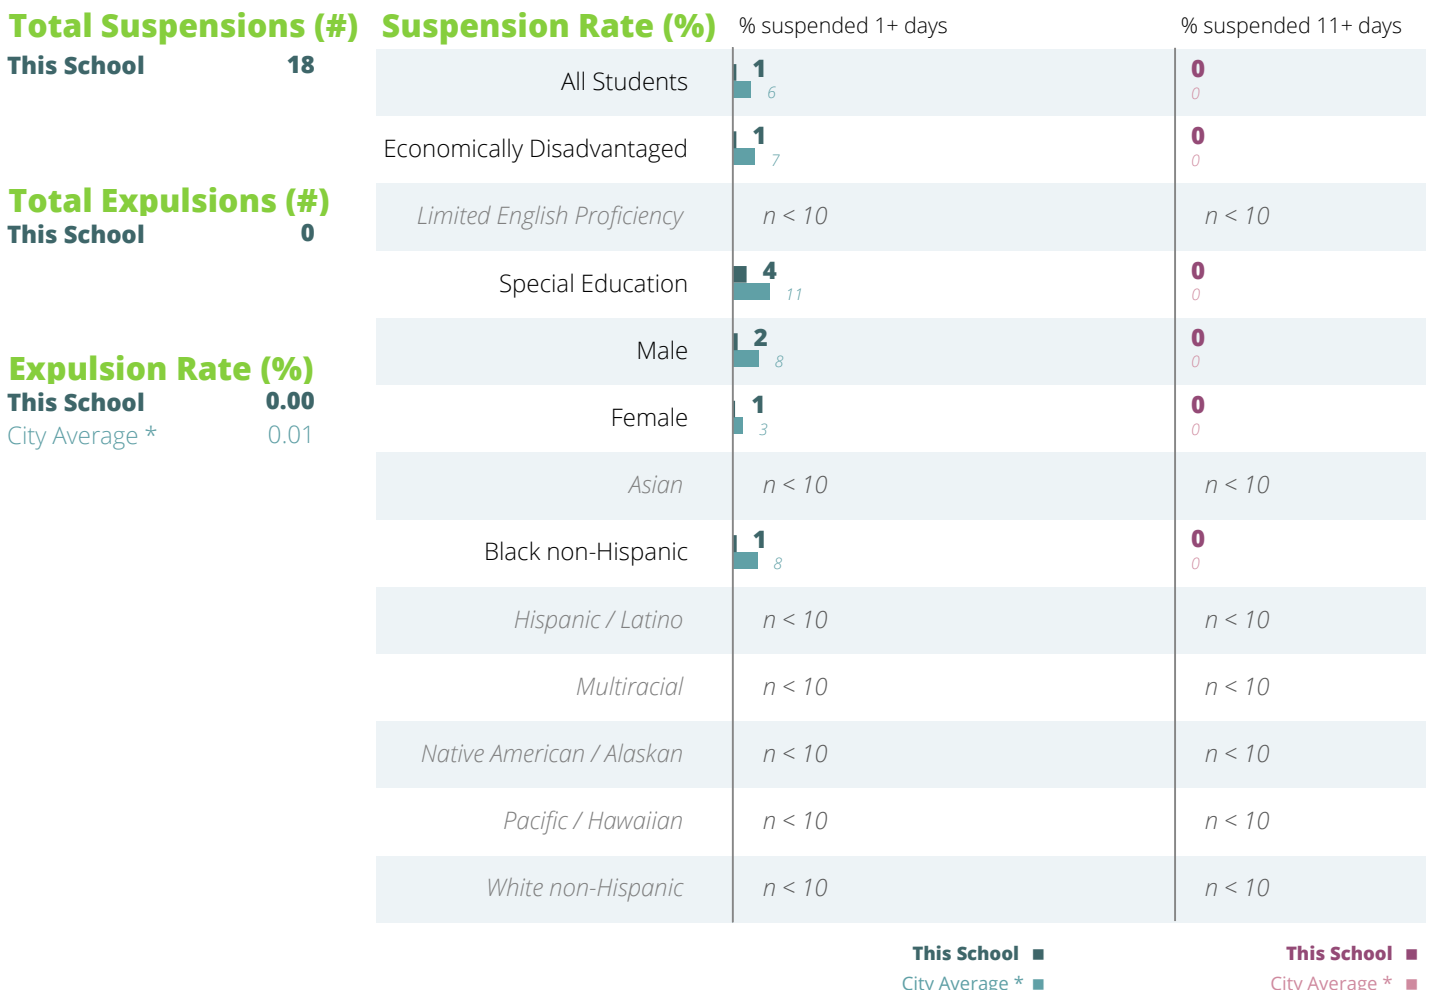 Total Suspensions (#)
This School 18
Total Expulsions (#)
This School 0
Expulsion Rate (%)
This School 0.00
City Average * 0.01
Suspension Rate (%) % suspended 1+ days % suspended 11+ days
All Students 1 0
6 0
Economically Disadvantaged 1 0
7 0
Limited English Proficiency n < 10 n < 10
Special Education 4 0
11 0
Male 2 0
8 0
Female 1 0
3 0
Asian n < 10 n < 10
Black non-Hispanic 1 0
8 0
Hispanic / Latino n < 10 n < 10
Multiracial n < 10 n < 10
Native American / Alaskan n < 10 n < 10
Pacific / Hawaiian n < 10 n < 10
White non-Hispanic n < 10 n < 10
This School This School
City Average * City Average *